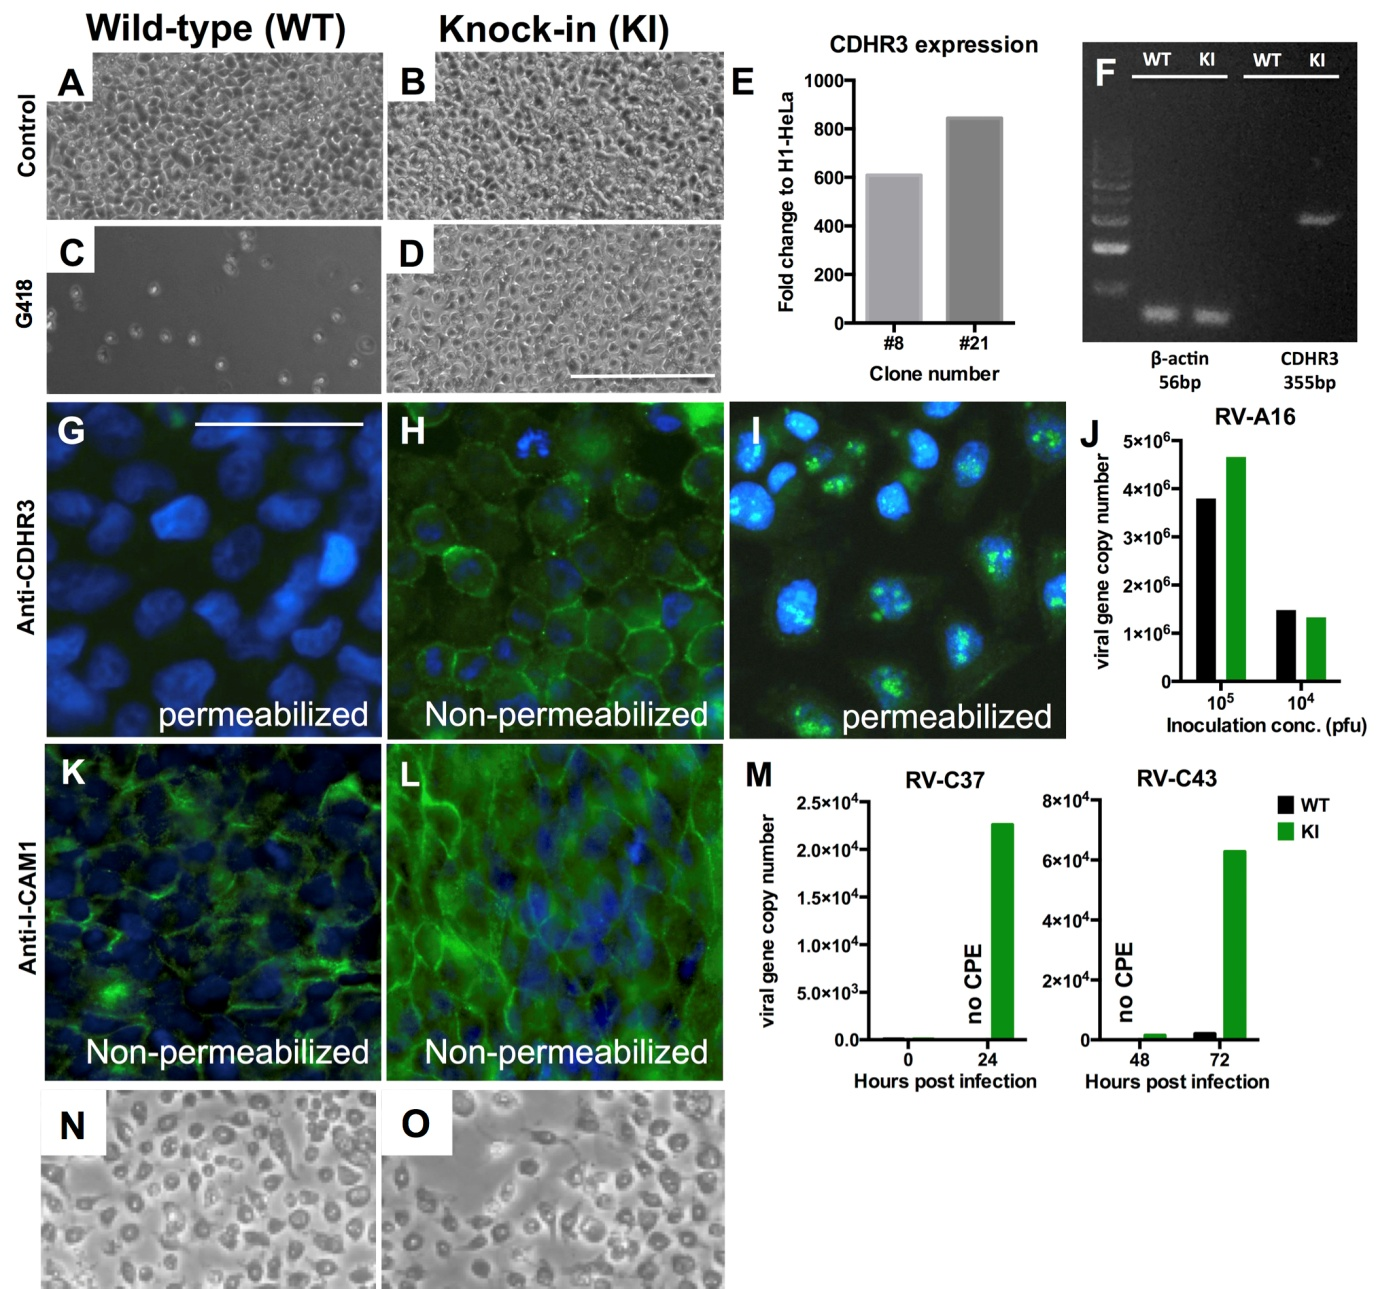 Wild-type (WT)
Knock-in (KI)
Control
A
B
G418
C
D
E
CDHR3 expression
Fold change to H1-HeLa
1000
800
600
400
200
0
#8
#21
Clone number
F
WT
KI
WT
KI
β-actin
56bp
CDHR3
355bp
Anti-CDHR3
G
permeabilized
H
Non-permeabilized
I
permeabilized
J
RV-A16
viral gene copy number
5×10⁶
4×10⁶
3×10⁶
2×10⁶
1×10⁶
0
10⁵
10⁴
Inoculation conc. (pfu)
Anti-I-CAM1
K
Non-permeabilized
L
Non-permeabilized
M
RV-C37
viral gene copy number
2.5×10⁴
2.0×10⁴
1.5×10⁴
1.0×10⁴
5.0×10³
0.0
no CPE
0
24
Hours post infection
RV-C43
8×10⁴
6×10⁴
4×10⁴
2×10⁴
0
no CPE
48
72
Hours post infection
WT
KI
N
O